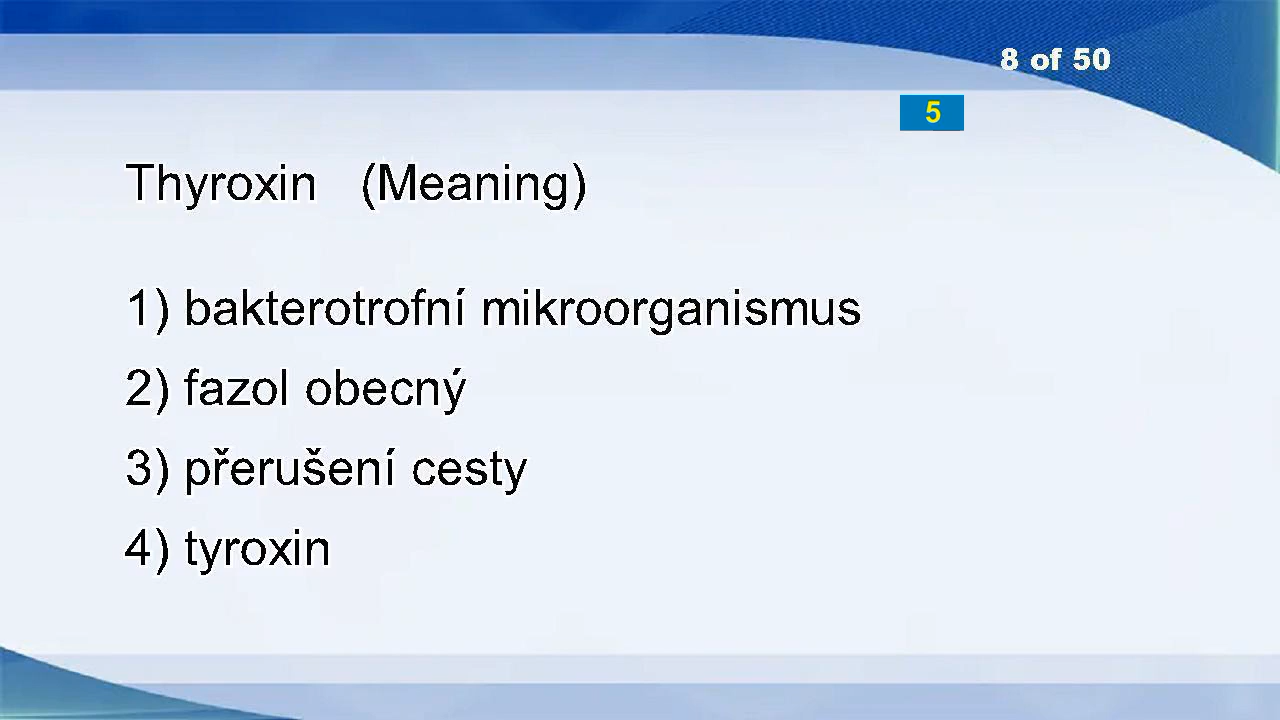 8 of 50
5
Thyroxin (Meaning)
1) bakterotrofní mikroorganismus
2) fazol obecný
3) přerušení cesty
4) tyroxin